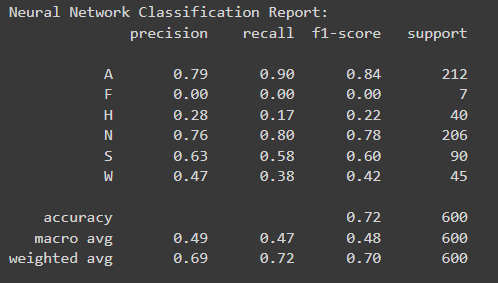 Neural Network Classification Report:
precision recall f1-score support
A 0.79 0.90 0.84 212
F 0.00 0.00 0.00 7
H 0.28 0.17 0.22 40
N 0.76 0.80 0.78 206
S 0.63 0.58 0.60 90
W 0.47 0.38 0.42 45
accuracy 0.72 600
macro avg 0.49 0.47 0.48 600
weighted avg 0.69 0.72 0.70 600